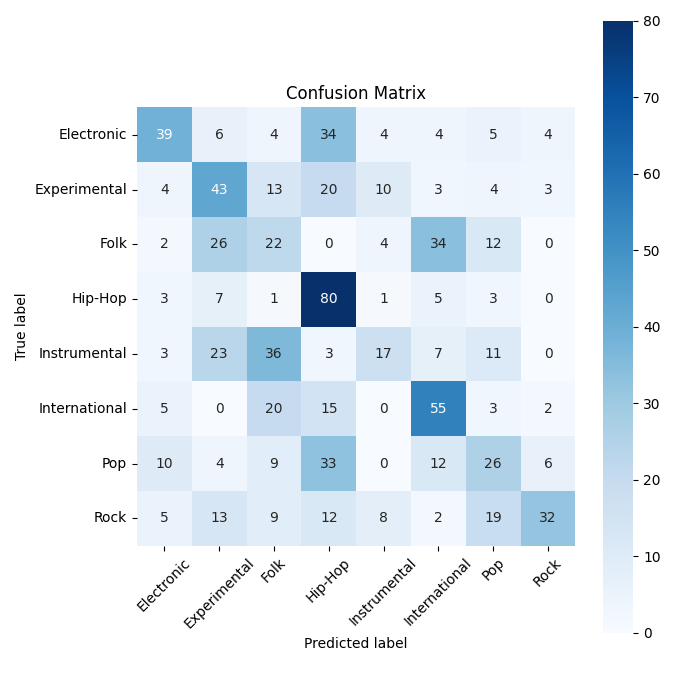 Confusion Matrix
True label
Electronic 39 6 4 34 4 4 5 4
Experimental 4 43 13 20 10 3 4 3
Folk 2 26 22 0 4 34 12 0
Hip-Hop 3 7 1 80 1 5 3 0
Instrumental 3 23 36 3 17 7 11 0
International 5 0 20 15 0 55 3 2
Pop 10 4 9 33 0 12 26 6
Rock 5 13 9 12 8 2 19 32
Electronic Experimental Folk Hip-Hop Instrumental International Pop Rock
Predicted label
80
70
60
50
40
30
20
10
0